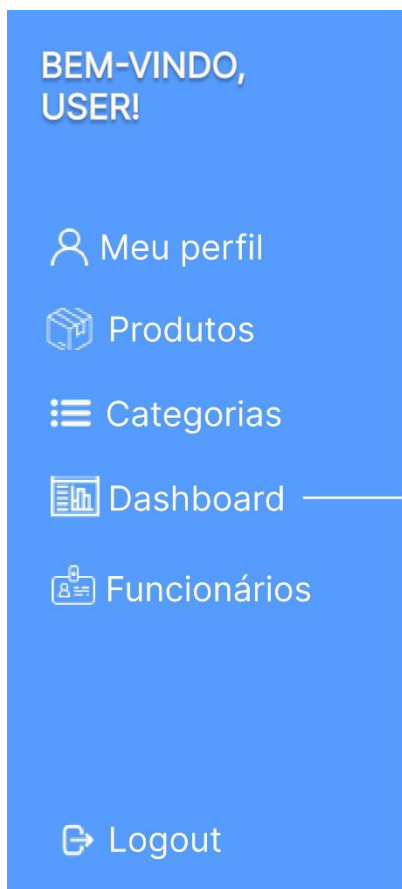 BEM-VINDO,
USER!
Meu perfil
Produtos
Categorias
Dashboard
Funcionários
Logout